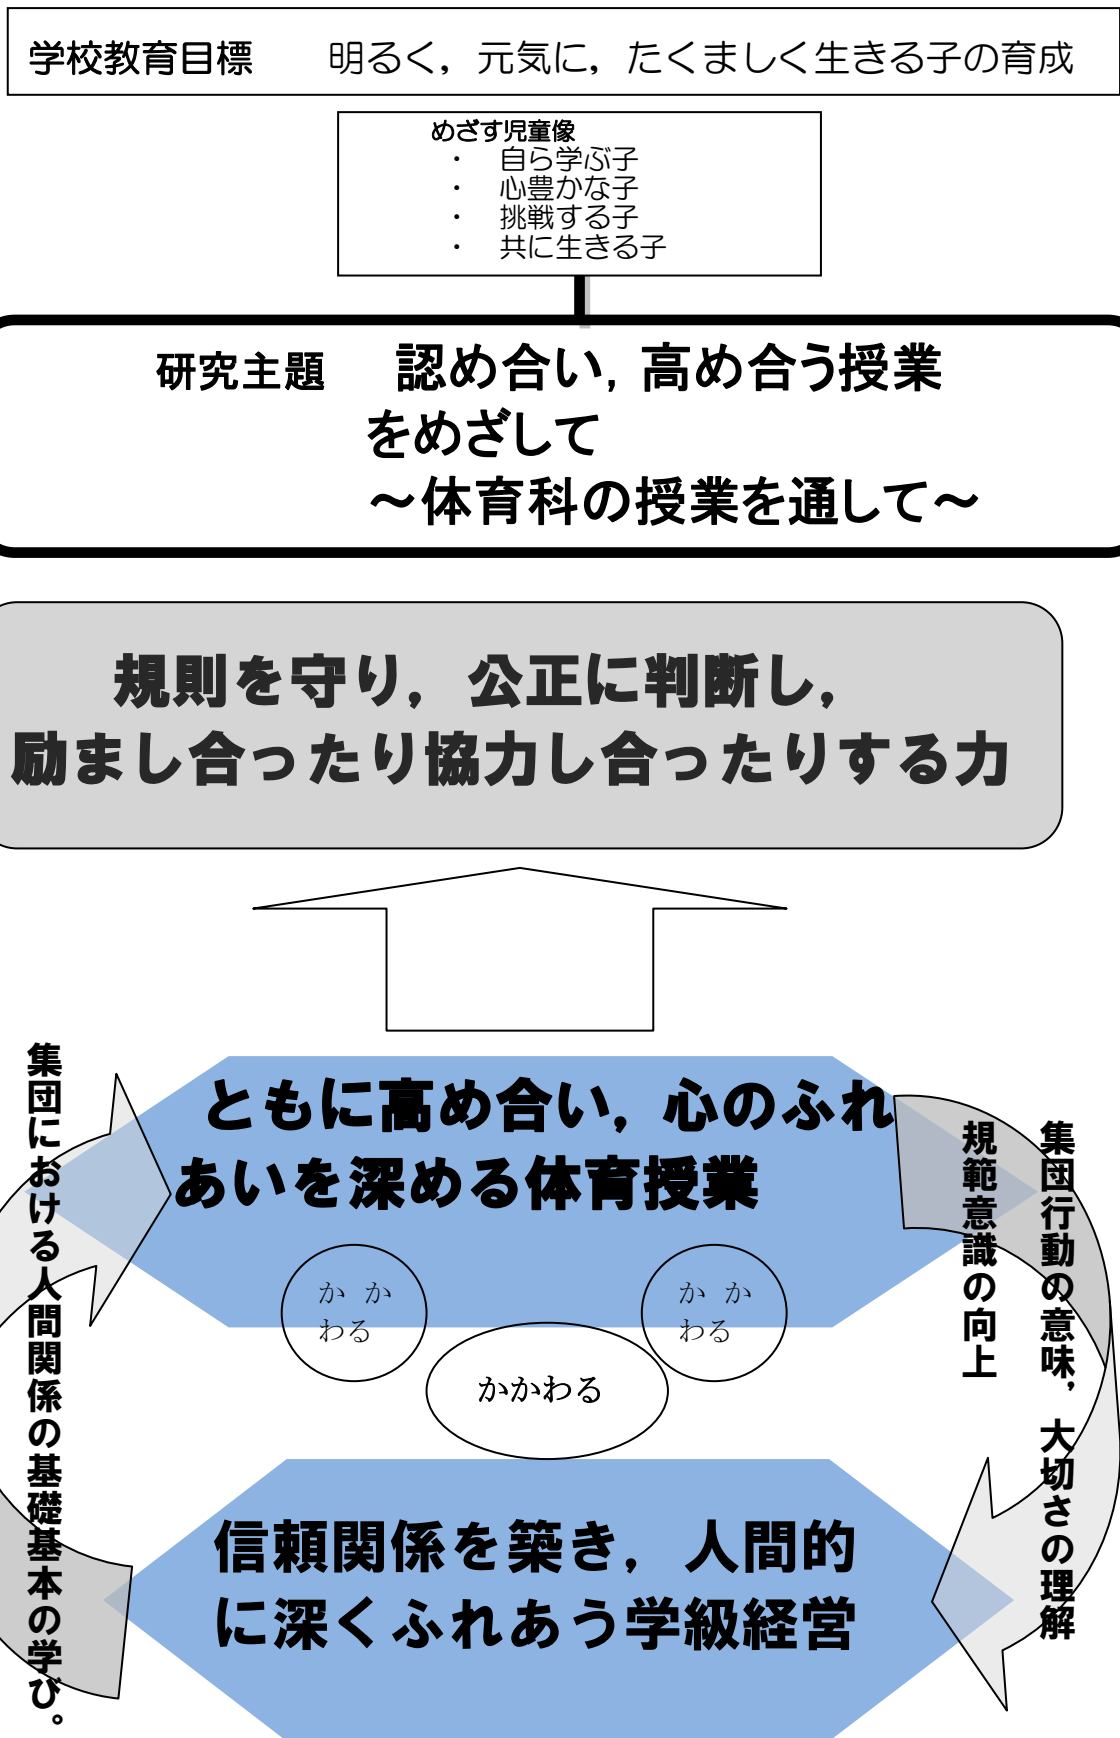 学校教育目標　　明るく，元気に，たくましく生きる子の育成
めざす児童像
・　自ら学ぶ子
・　心豊かな子
・　挑戦する子
・　共に生きる子
研究主題　認め合い，高め合う授業
をめざして
～体育科の授業を通して～
規則を守り，公正に判断し，
励まし合ったり協力し合ったりする力
ともに高め合い，心のふれ
あいを深める体育授業
集団における人間関係の基礎基本の学び。
集団行動の意味，大切さの理解
規範意識の向上
かか
わる
かか
わる
かかわる
信頼関係を築き，人間的
に深くふれあう学級経営